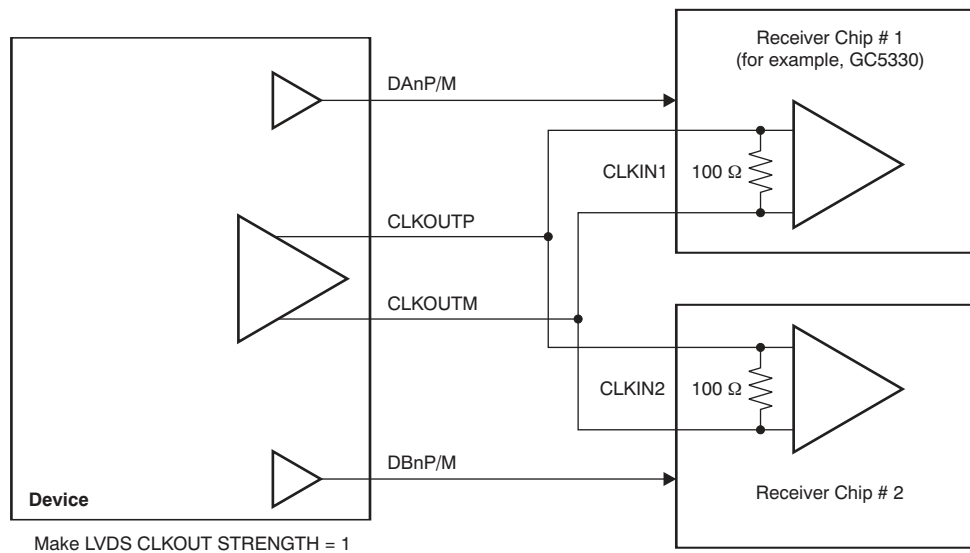 Receiver Chip # 1
(for example, GC5330)
DAnP/M
CLKIN1
100 Ω
CLKOUTP
CLKOUTM
CLKIN2
100 Ω
DBnP/M
Device
Receiver Chip # 2
Make LVDS CLKOUT STRENGTH = 1